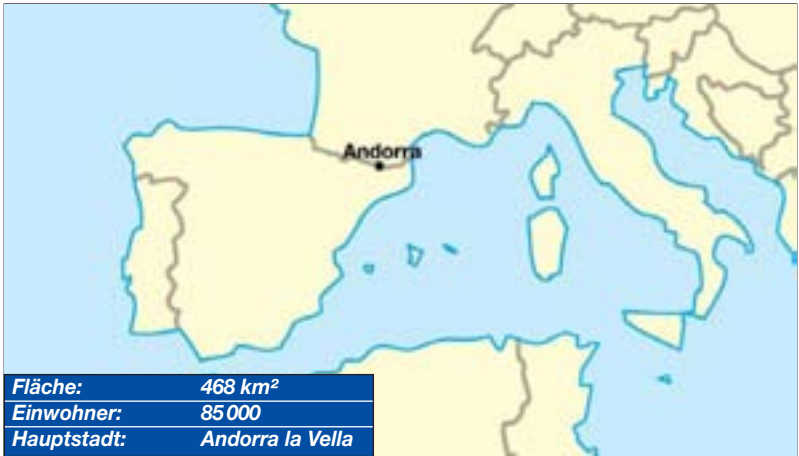 Andorra
Fläche: 468 km²
Einwohner: 85 000
Hauptstadt: Andorra la Vella